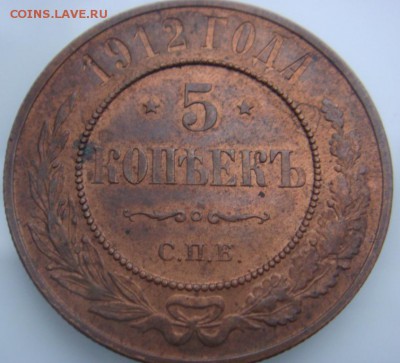 COINS.LAVE.RU
1912 ГОДА
5
КОПѢЕКЪ
С.П.Б.